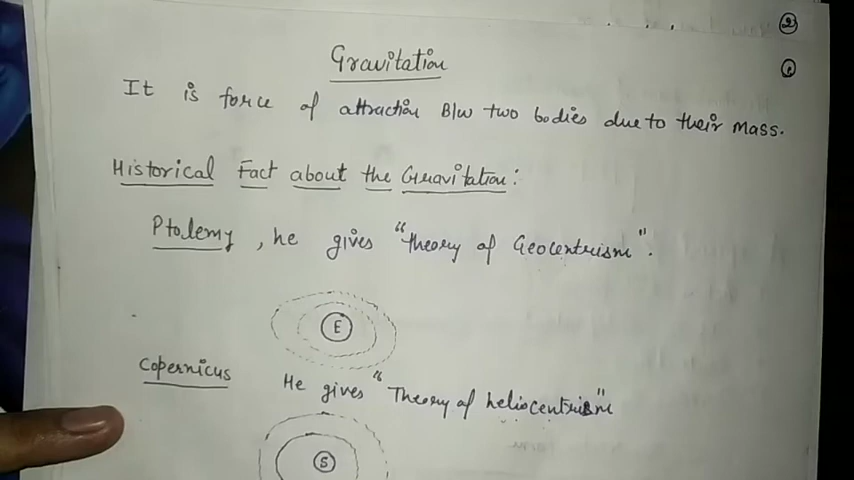 ②
Gravitation
It is force of attraction B/w two bodies due to their Mass.
Historical Fact about the Gravitation:
Ptolemy, he gives "theory of Geocentrism".
E
Copernicus He gives "Theory of heliocentrism"
S